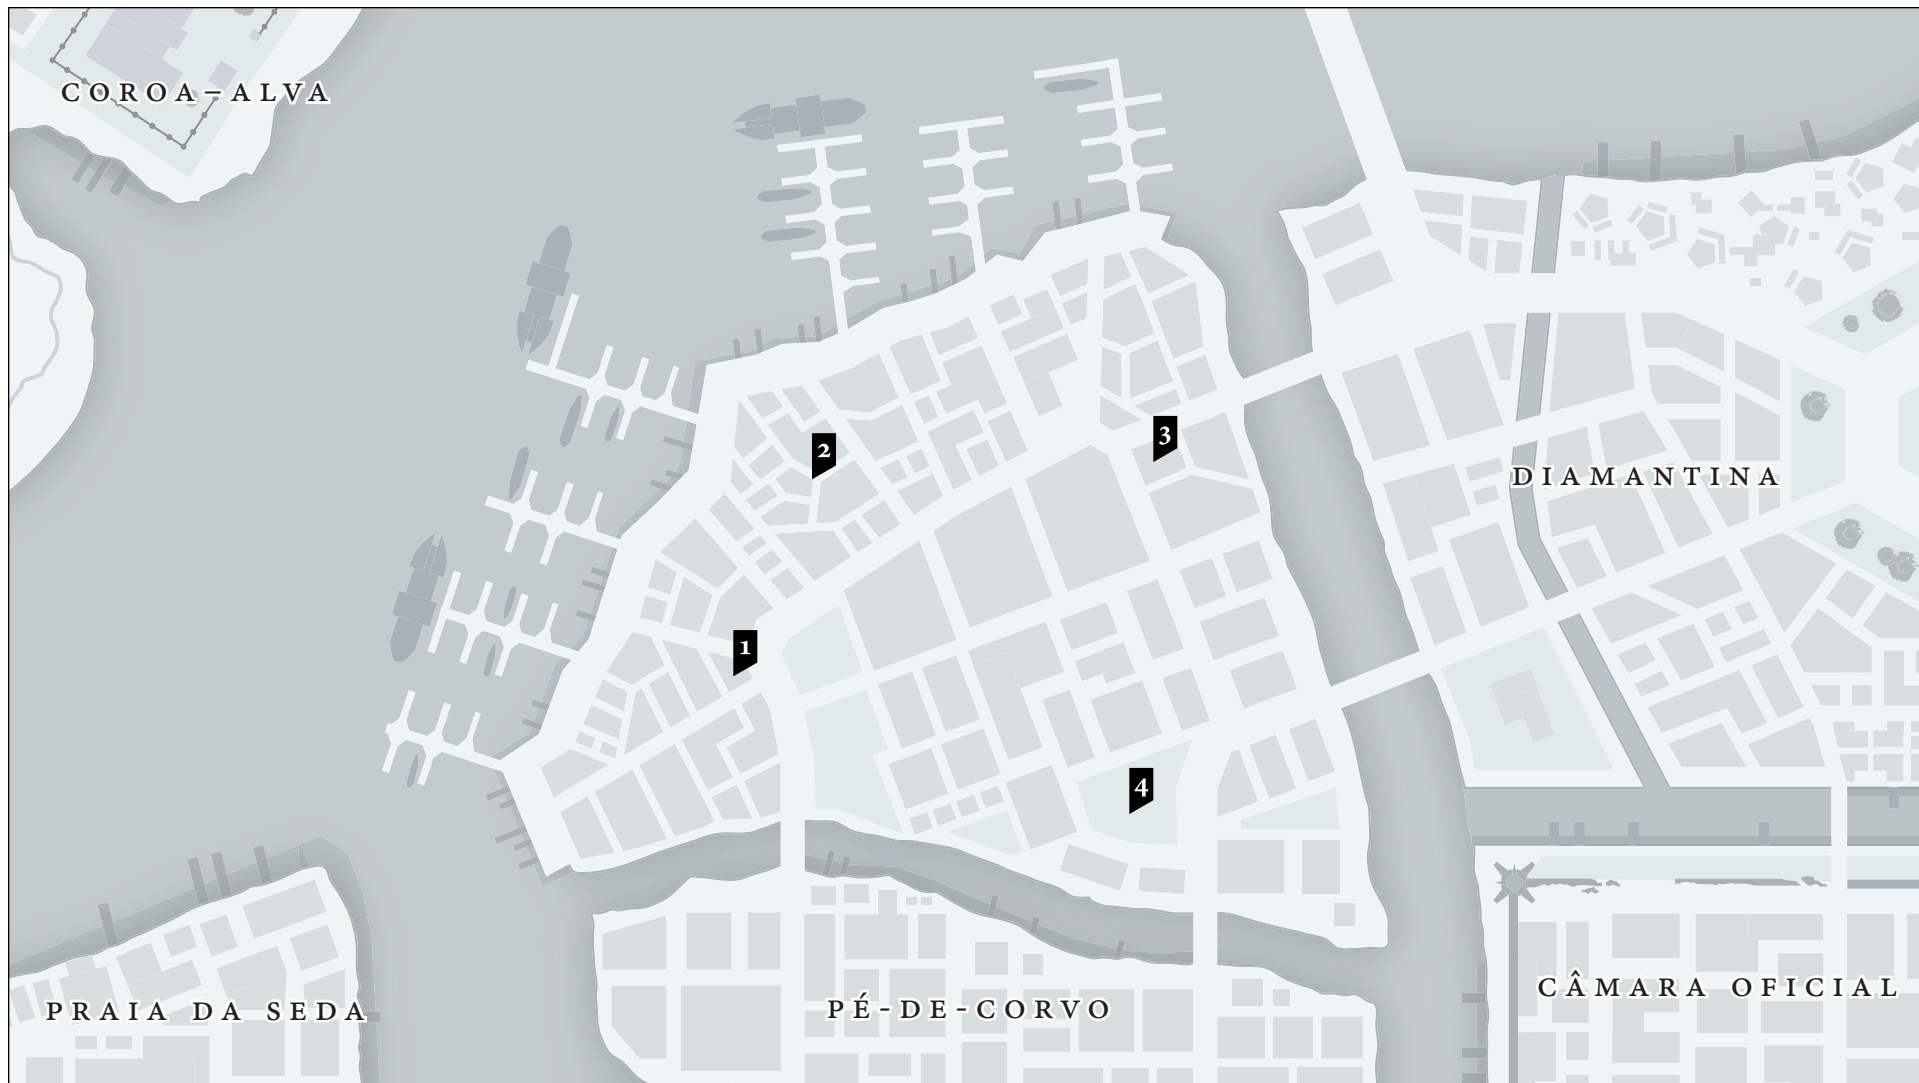 COROA-ALVA
2
3
DIAMANTINA
1
4
CÂMARA OFICIAL
PRAIA DA SEDA
PÉ-DE-CORVO